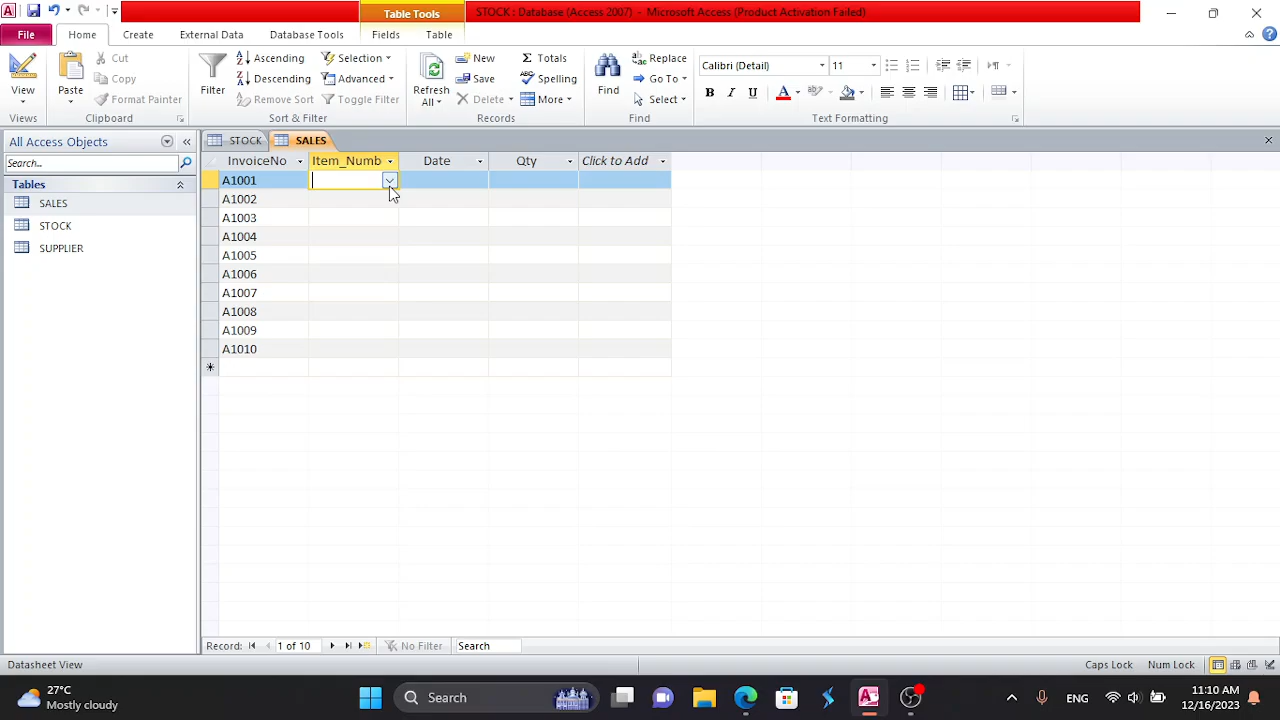 Table Tools
STOCK : Database (Access 2007) - Microsoft Access (Product Activation Failed)
File Home Create External Data Database Tools Fields Table
View
Views
Paste
Cut
Copy
Format Painter
Clipboard
Filter
Ascending
Descending
Remove Sort
Selection
Advanced
Toggle Filter
Sort & Filter
Refresh
All
New
Save
Delete
Totals
Spelling
More
Records
Find
Replace
Go To
Select
Find
Calibri (Detail) 11
B I U A
Text Formatting
All Access Objects
Search...
Tables
SALES
STOCK
SUPPLIER
STOCK SALES
InvoiceNo Item_Numb Date Qty Click to Add
A1001
A1002
A1003
A1004
A1005
A1006
A1007
A1008
A1009
A1010
Record: 1 of 10 No Filter Search
Datasheet View Caps Lock Num Lock
27°C
Mostly cloudy
Search
ENG
11:10 AM
12/16/2023